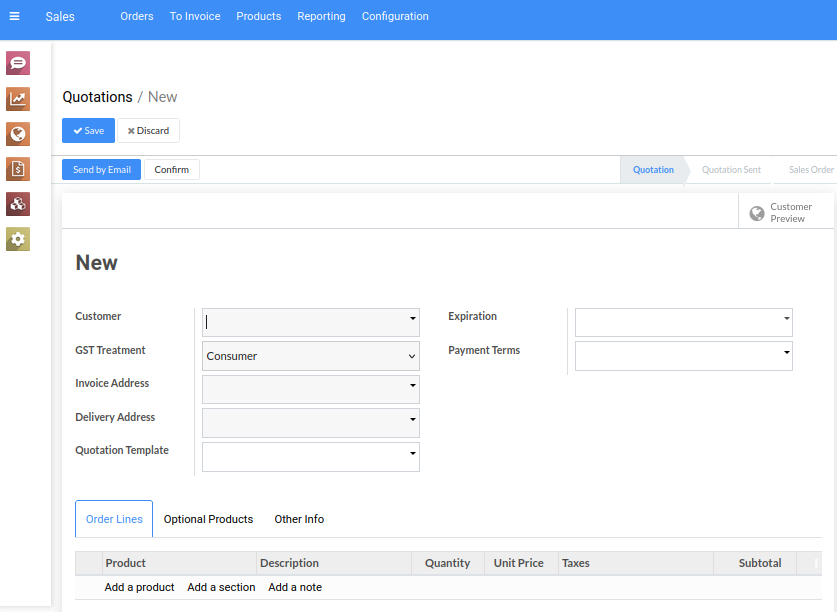 Sales Orders To Invoice Products Reporting Configuration
Quotations / New
Save Discard
Send by Email Confirm Quotation Quotation Sent Sales Order
Customer
Preview
New
Customer Expiration
GST Treatment Consumer Payment Terms
Invoice Address
Delivery Address
Quotation Template
Order Lines Optional Products Other Info
Product Description Quantity Unit Price Taxes Subtotal
Add a product Add a section Add a note